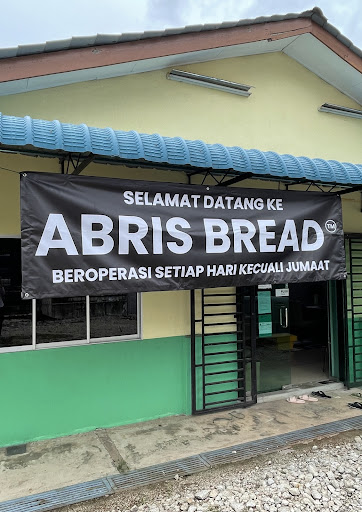 SELAMAT DATANG KE
ABRIS BREAD™
BEROPERASI SETIAP HARI KECUALI JUMAAT